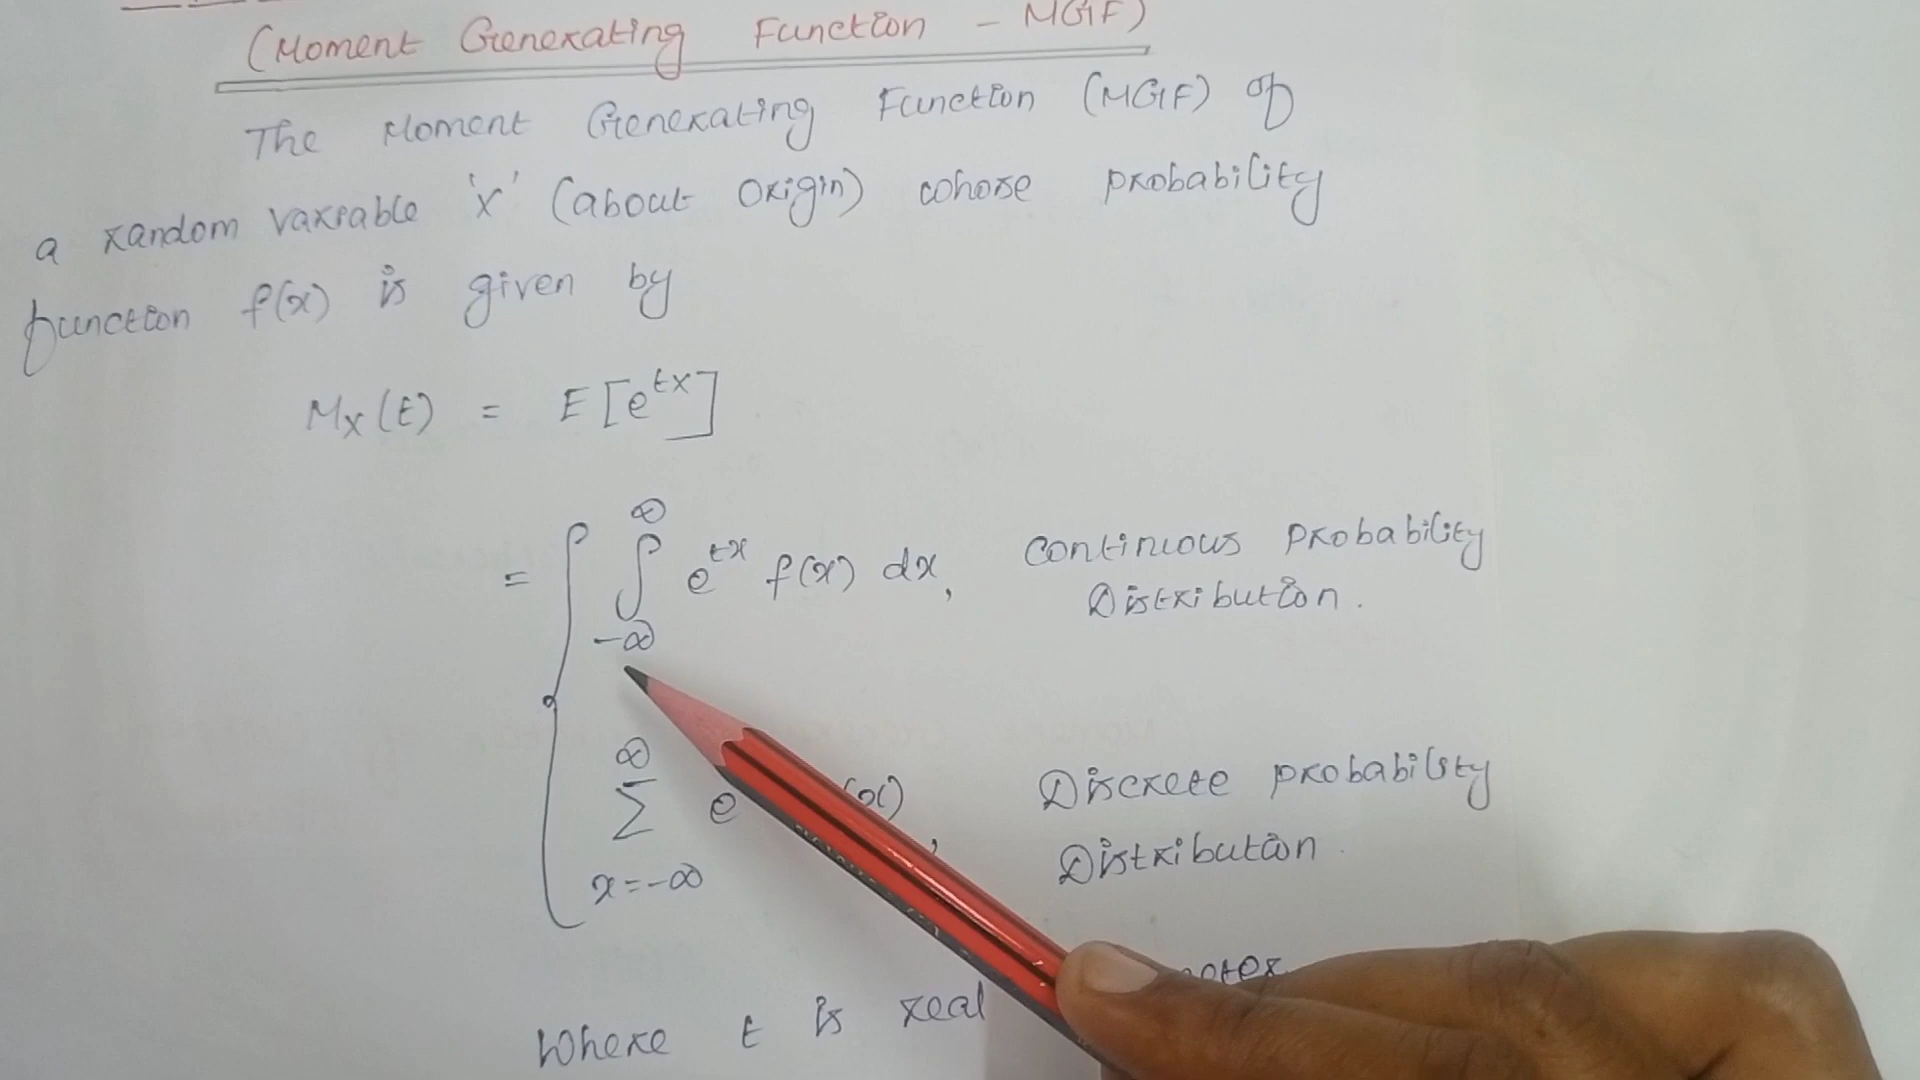 (Moment Generating Function - MGF)
The Moment Generating Function (MGF) of
a random variable 'x' (about Origin) whose probability
function f(x) is given by
Mx(t) = E[e^tx]
= { ∫_{-∞}^{∞} e^tx f(x) dx, Continuous Probability
Distribution.
∞
Σ e (x), Discrete probability
x=-∞ Distribution
Where t is real